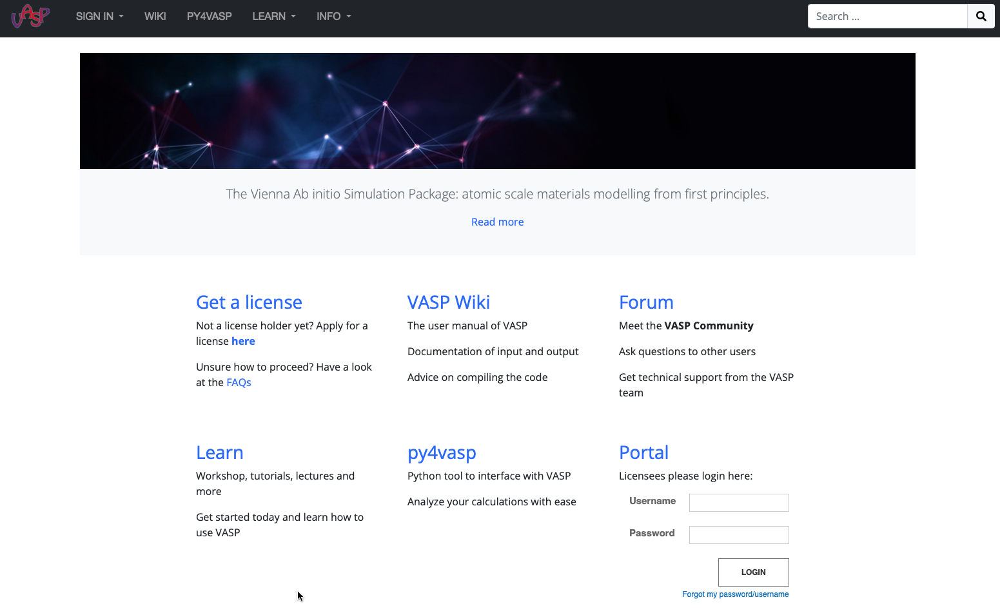 VASP
SIGN IN
WIKI
PY4VASP
LEARN
INFO
Search ...
The Vienna Ab initio Simulation Package: atomic scale materials modelling from first principles.
Read more
Get a license
Not a license holder yet? Apply for a
license here
Unsure how to proceed? Have a look
at the FAQs
VASP Wiki
The user manual of VASP
Documentation of input and output
Advice on compiling the code
Forum
Meet the VASP Community
Ask questions to other users
Get technical support from the VASP
team
Learn
Workshop, tutorials, lectures and
more
Get started today and learn how to
use VASP
py4vasp
Python tool to interface with VASP
Analyze your calculations with ease
Portal
Licensees please login here:
Username
Password
LOGIN
Forgot my password/username